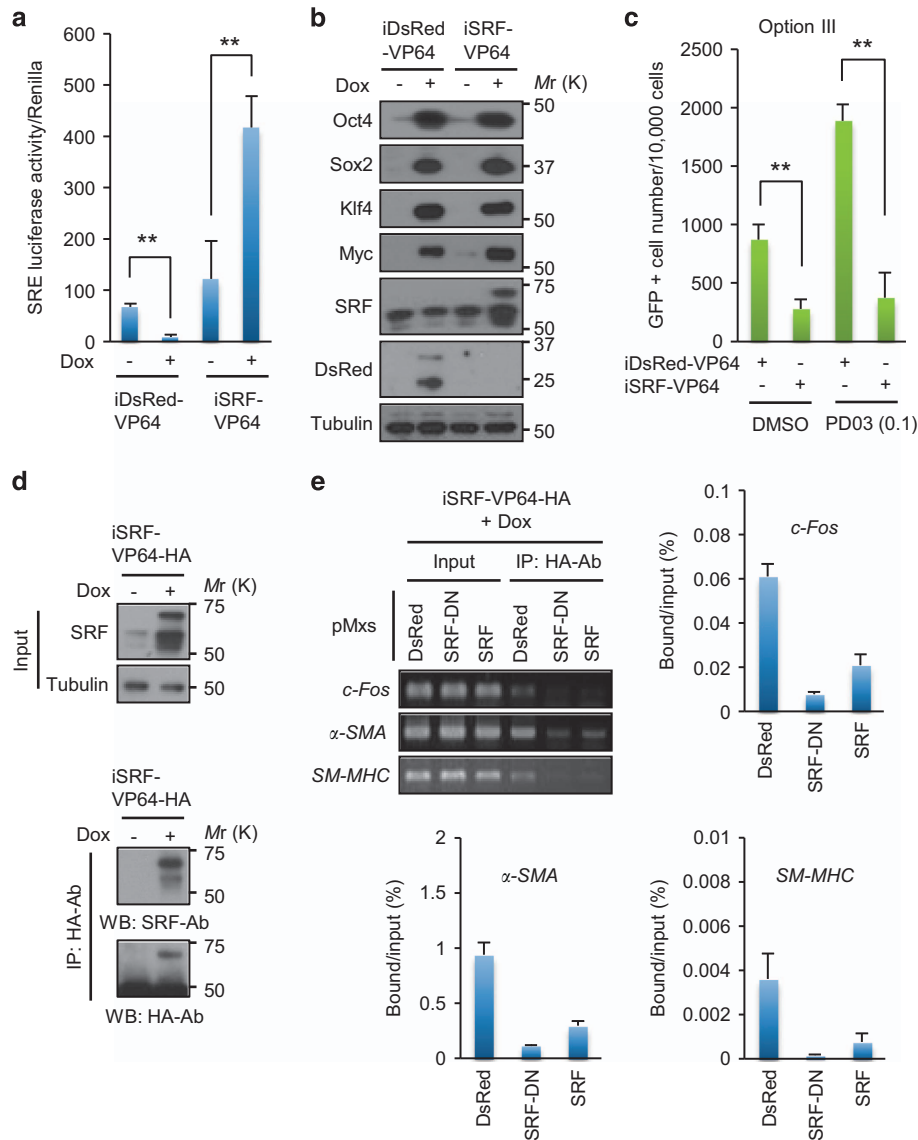 a
SRE luciferase activity/Renilla
600
500
400
300
200
100
0
**
**
Dox - + - +
iDsRed-VP64
iSRF-VP64
b
iDsRed-VP64
iSRF-VP64
Dox - + - + Mr (K)
Oct4
50
Sox2
37
Klf4
50
Myc
50
SRF
75
50
DsRed
37
25
Tubulin
50
c
Option III
GFP + cell number/10,000 cells
2500
2000
1500
1000
500
0
**
**
iDsRed-VP64 + - + -
iSRF-VP64 - + - +
DMSO
PD03 (0.1)
d
iSRF-VP64-HA
Dox - + Mr (K)
Input
SRF
75
50
Tubulin
50
iSRF-VP64-HA
Dox - + Mr (K)
IP: HA-Ab
75
50
WB: SRF-Ab
75
50
WB: HA-Ab
e
iSRF-VP64-HA
+ Dox
Input IP: HA-Ab
pMxs
DsRed SRF-DN SRF DsRed SRF-DN SRF
c-Fos
α-SMA
SM-MHC
c-Fos
Bound/input (%)
0.1
0.08
0.06
0.04
0.02
0
DsRed SRF-DN SRF
α-SMA
Bound/input (%)
2
1.5
1
0.5
0
DsRed SRF-DN SRF
SM-MHC
Bound/input (%)
0.01
0.008
0.006
0.004
0.002
0
DsRed SRF-DN SRF